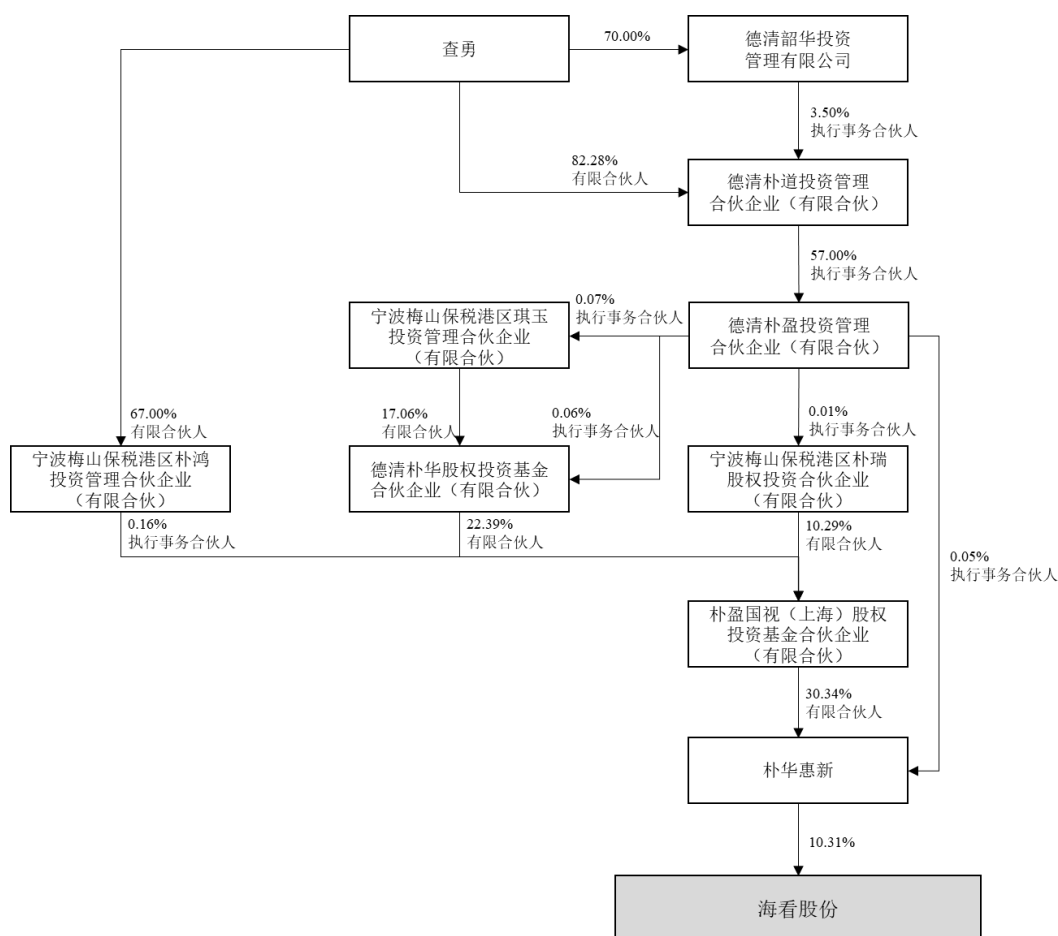 查勇
70.00%
德清韶华投资
管理有限公司
3.50%
执行事务合伙人
82.28%
有限合伙人
德清朴道投资管理
合伙企业（有限合伙）
57.00%
执行事务合伙人
0.07%
执行事务合伙人
宁波梅山保税港区琪玉
投资管理合伙企业
（有限合伙）
德清朴盈投资管理
合伙企业（有限合伙）
67.00%
有限合伙人
17.06%
有限合伙人
0.06%
执行事务合伙人
0.01%
执行事务合伙人
宁波梅山保税港区朴鸿
投资管理合伙企业
（有限合伙）
德清朴华股权投资基金
合伙企业（有限合伙）
宁波梅山保税港区朴瑞
股权投资合伙企业
（有限合伙）
0.16%
执行事务合伙人
22.39%
有限合伙人
10.29%
有限合伙人
0.05%
执行事务合伙人
朴盈国视（上海）股权
投资基金合伙企业
（有限合伙）
30.34%
有限合伙人
朴华惠新
10.31%
海看股份